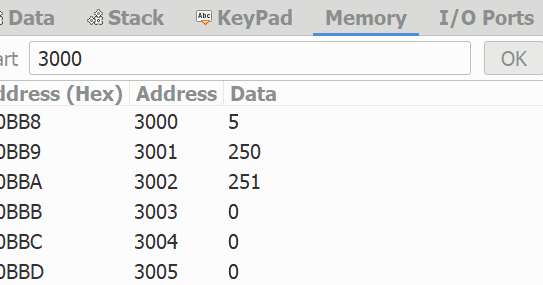 Data Stack Abc KeyPad Memory I/O Ports
art 3000 OK
ddress (Hex) Address Data
0BB8 3000 5
0BB9 3001 250
0BBA 3002 251
0BBB 3003 0
0BBC 3004 0
0BBD 3005 0